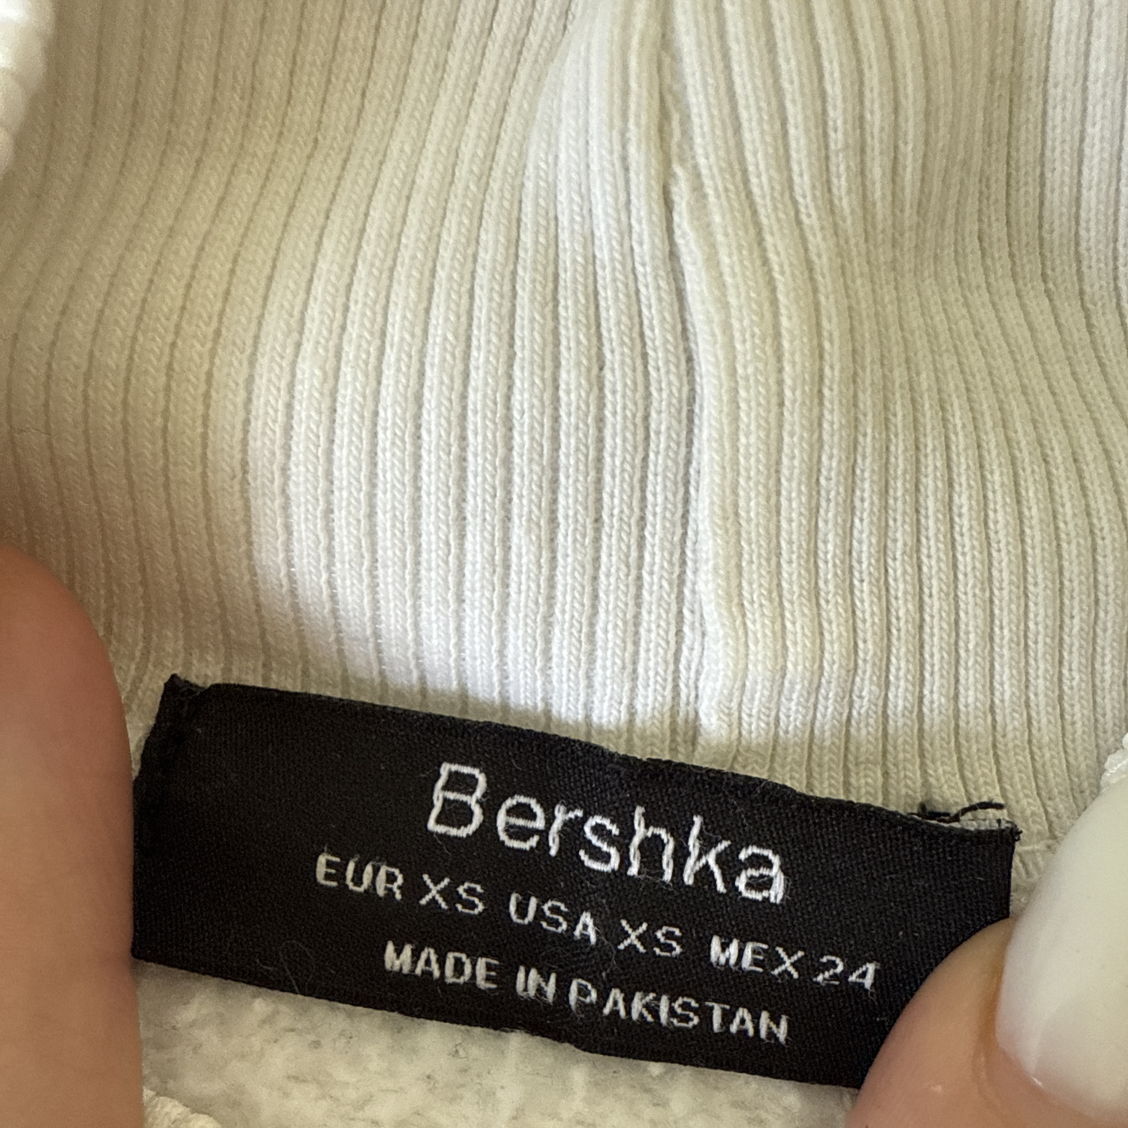 Bershka
EUR XS USA XS MEX 24
MADE IN PAKISTAN